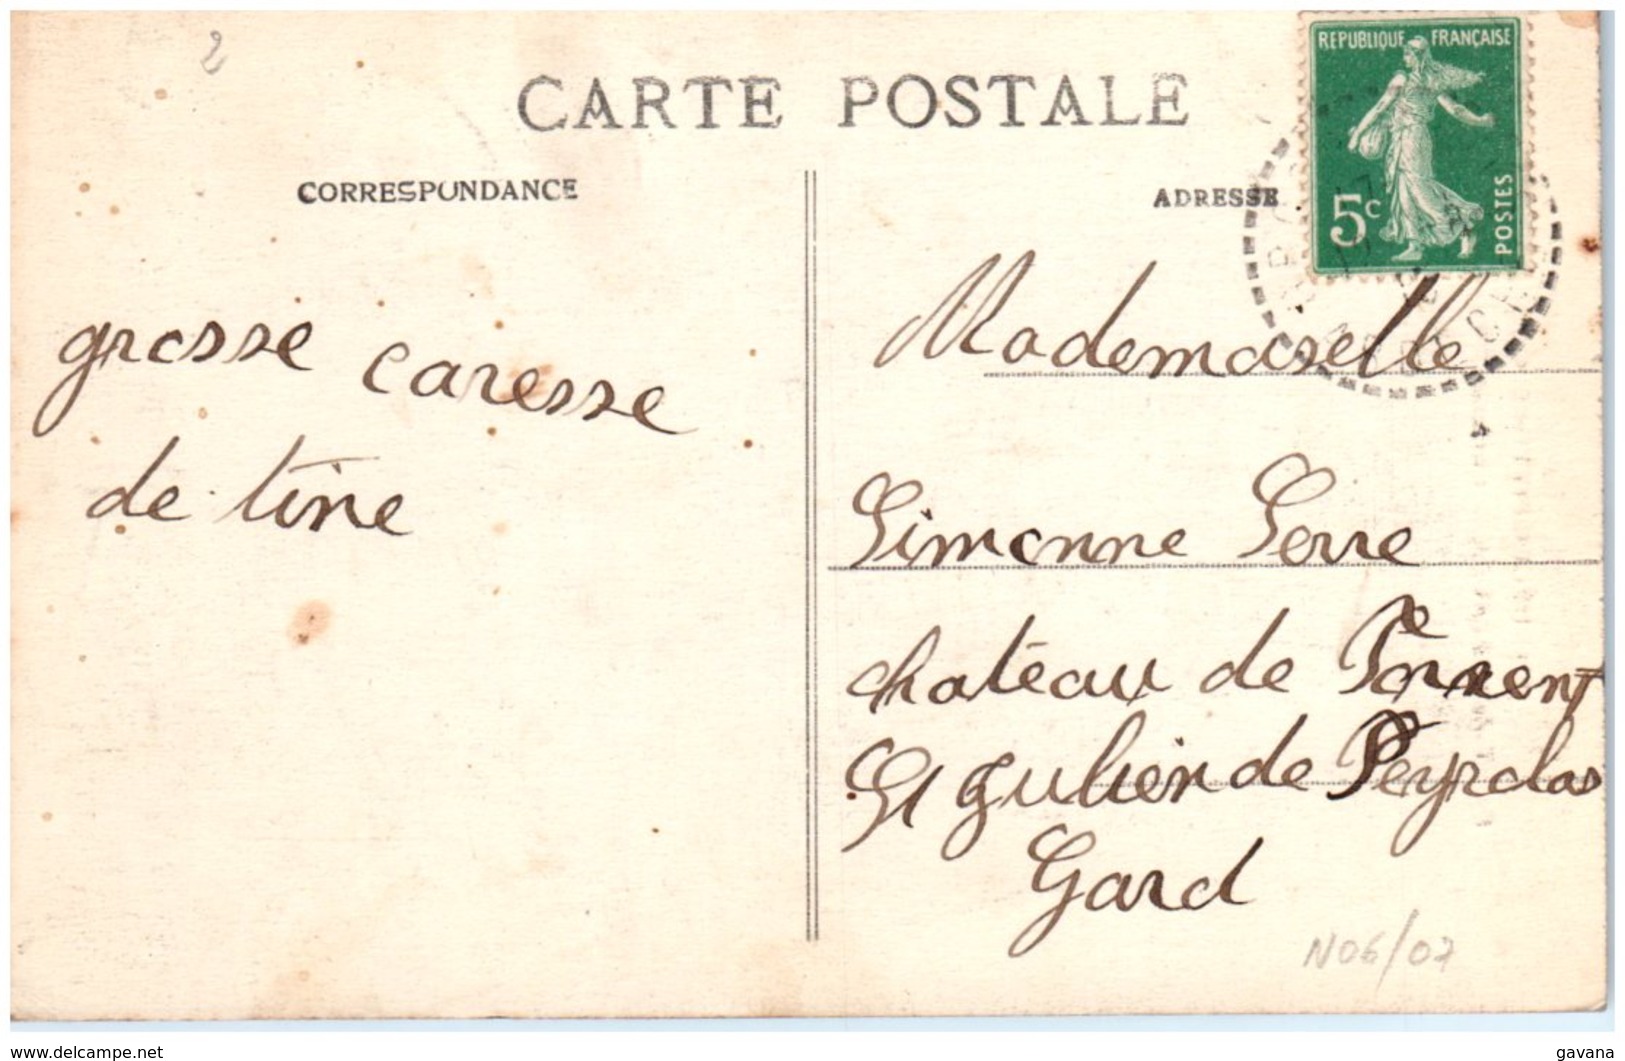 2
CARTE POSTALE
CORRESPONDANCE
ADRESSE
REPUBLIQUE FRANÇAISE
5c
POSTES
grosse caresse
de tine
Mademoselle
Simonne Serre
chateau de
St Julien de Peyrolas
Gard
N06/07
www.delcampe.net
gavana